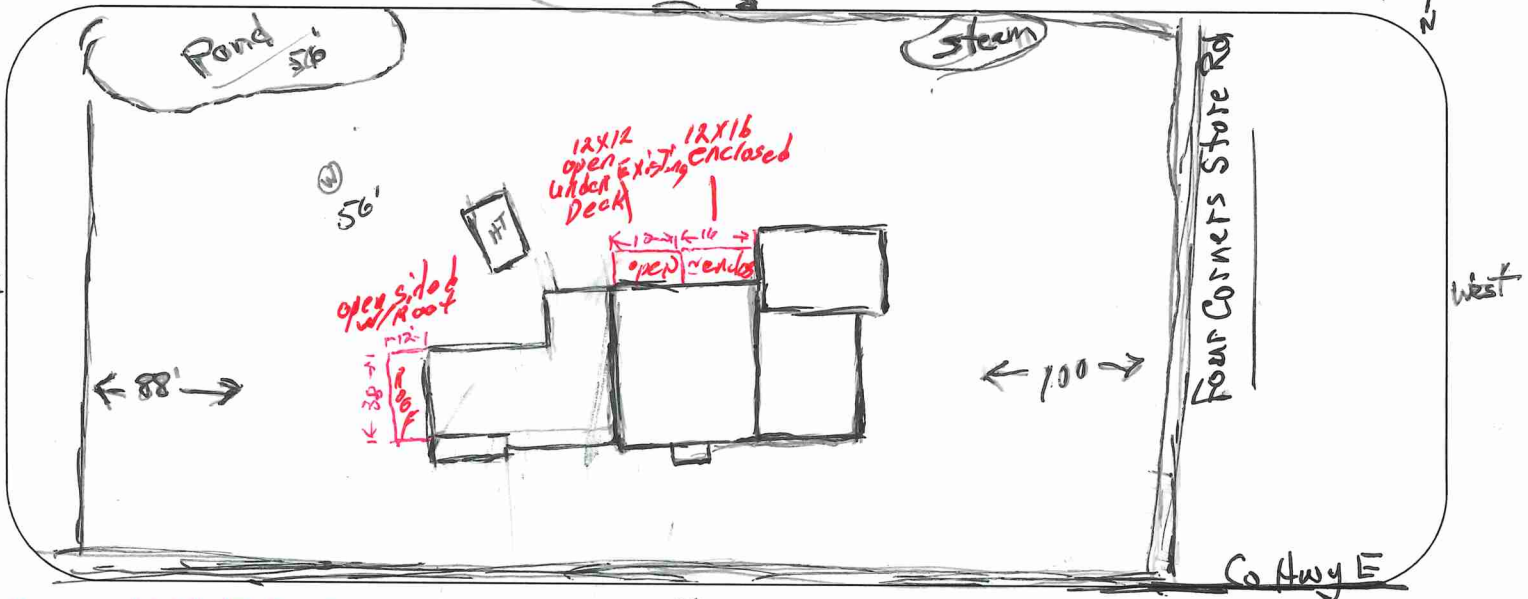 Pond
56'
Steam
N
W
56'
HT
12X12
open
under Existing
Deck
12X16
enclosed
12
16
open
enclos
open sided
W/ Roof
12'
38
ROOF
← 88' →
← 100 →
Four Corners Store Rd
West
Co Hwy E